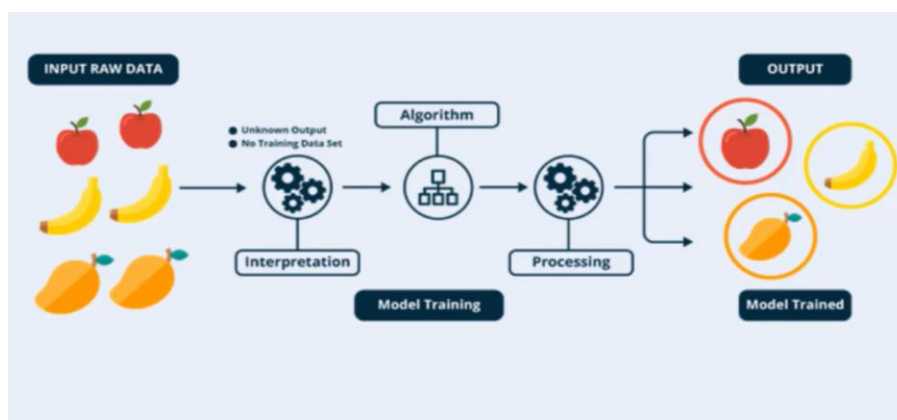 INPUT RAW DATA
OUTPUT
Algorithm
Unknown Output
No Training Data Set
Interpretation
Processing
Model Training
Model Trained